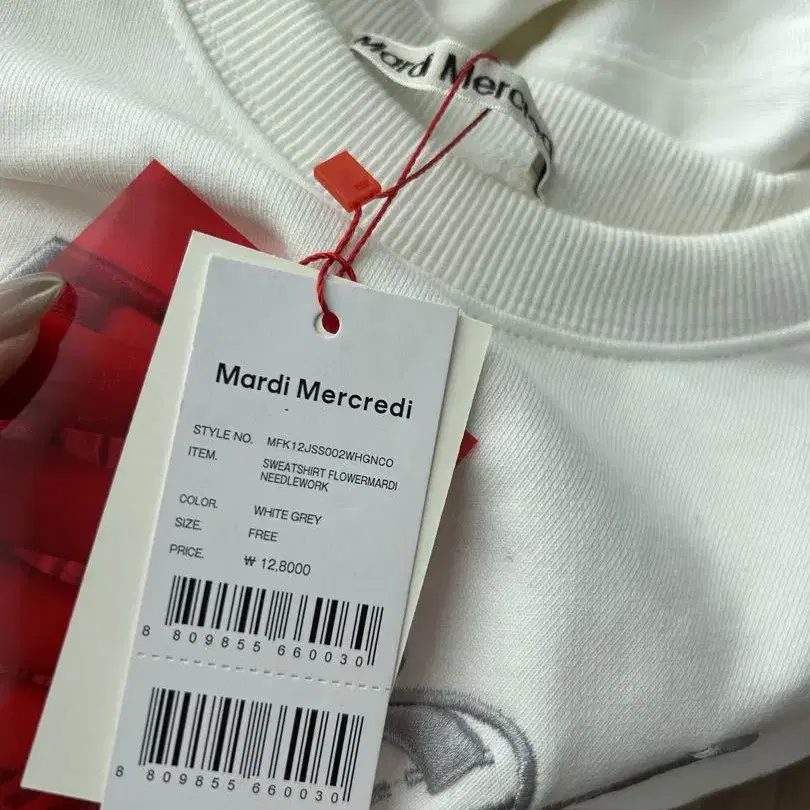 Mardi Mercredi
Mardi Mercredi
STYLE NO. MFK12JSS002WHGNCO
ITEM. SWEATSHIRT FLOWERMARDI
NEEDLEWORK
COLOR. WHITE GREY
SIZE. FREE
PRICE. ₩ 12,8000
8 809855 660030
8 809855 660030